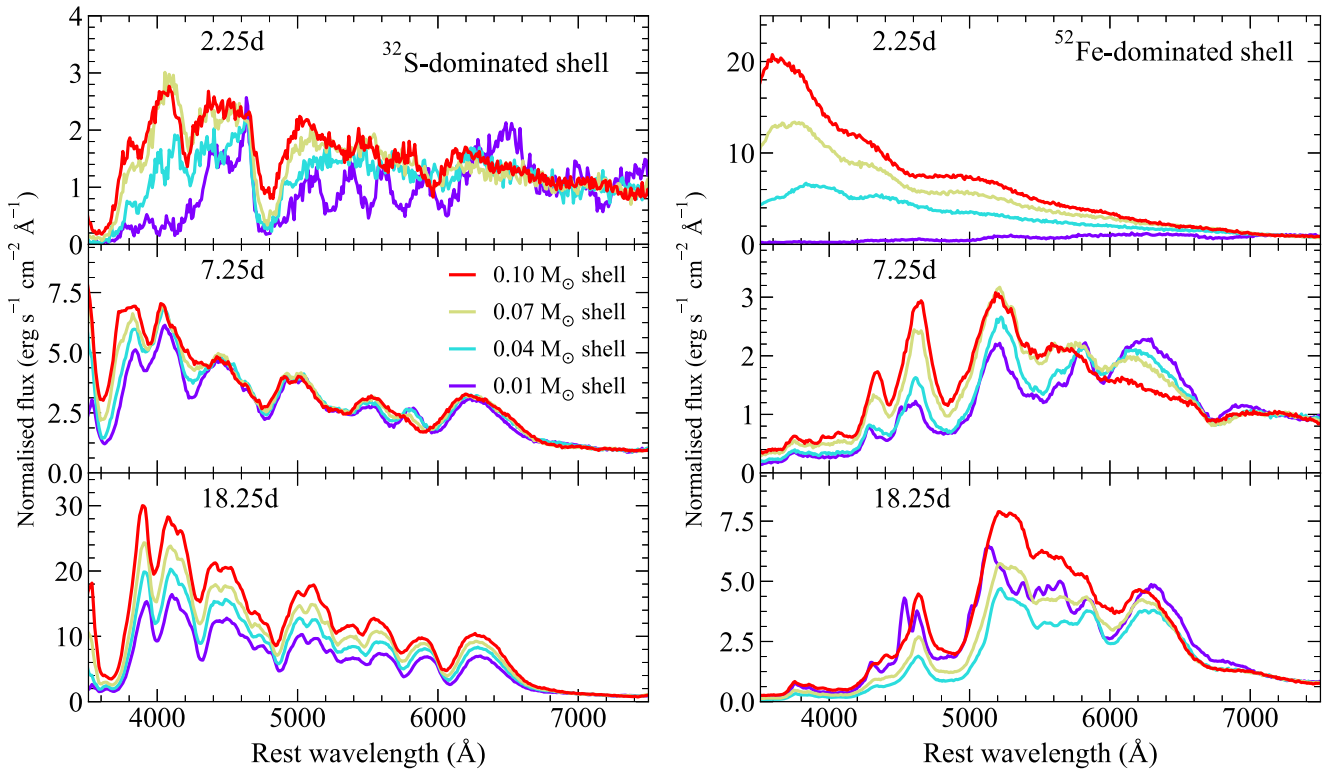 2.25d
³²S-dominated shell
4
3
2
1
0
7.25d
0.10 M☉ shell
0.07 M☉ shell
0.04 M☉ shell
0.01 M☉ shell
7.5
5.0
2.5
0.0
18.25d
30
20
10
0
4000 5000 6000 7000
Rest wavelength (Å)
Normalised flux (erg s⁻¹ cm⁻² Å⁻¹)
2.25d
⁵²Fe-dominated shell
20
10
0
7.25d
3
2
1
0
18.25d
7.5
5.0
2.5
0.0
4000 5000 6000 7000
Rest wavelength (Å)
Normalised flux (erg s⁻¹ cm⁻² Å⁻¹)